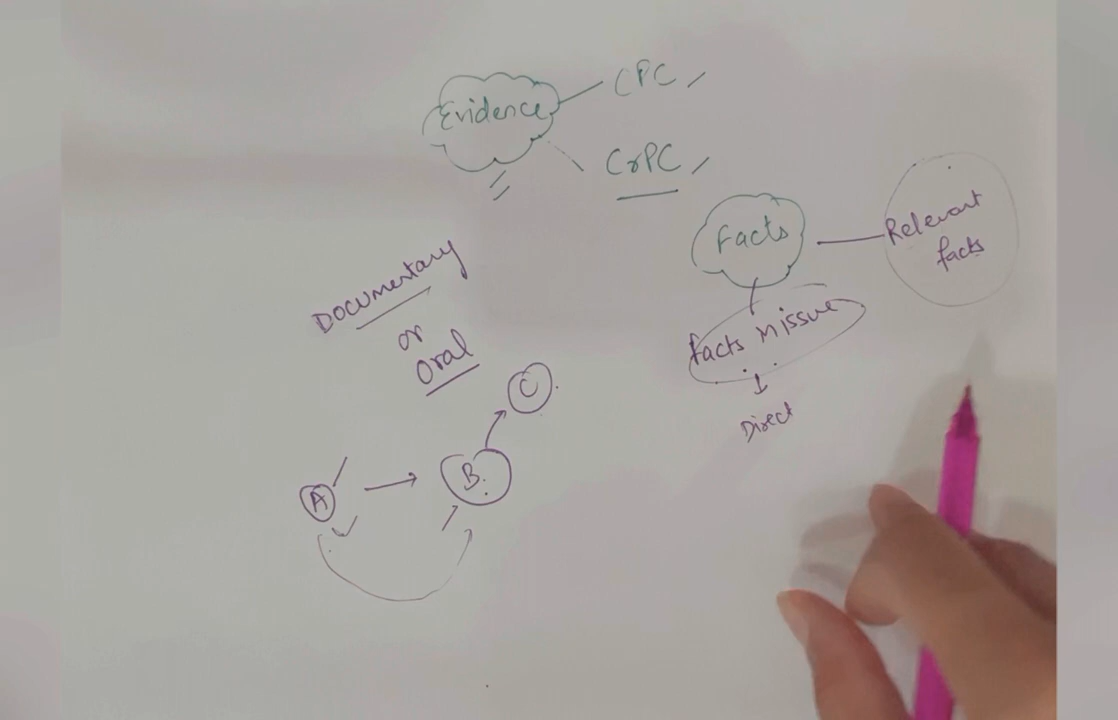 Evidence
CPC
CrPC
Facts
Relevant
facts
Documentary
or
Oral
facts in issue
Direct
C
B
A